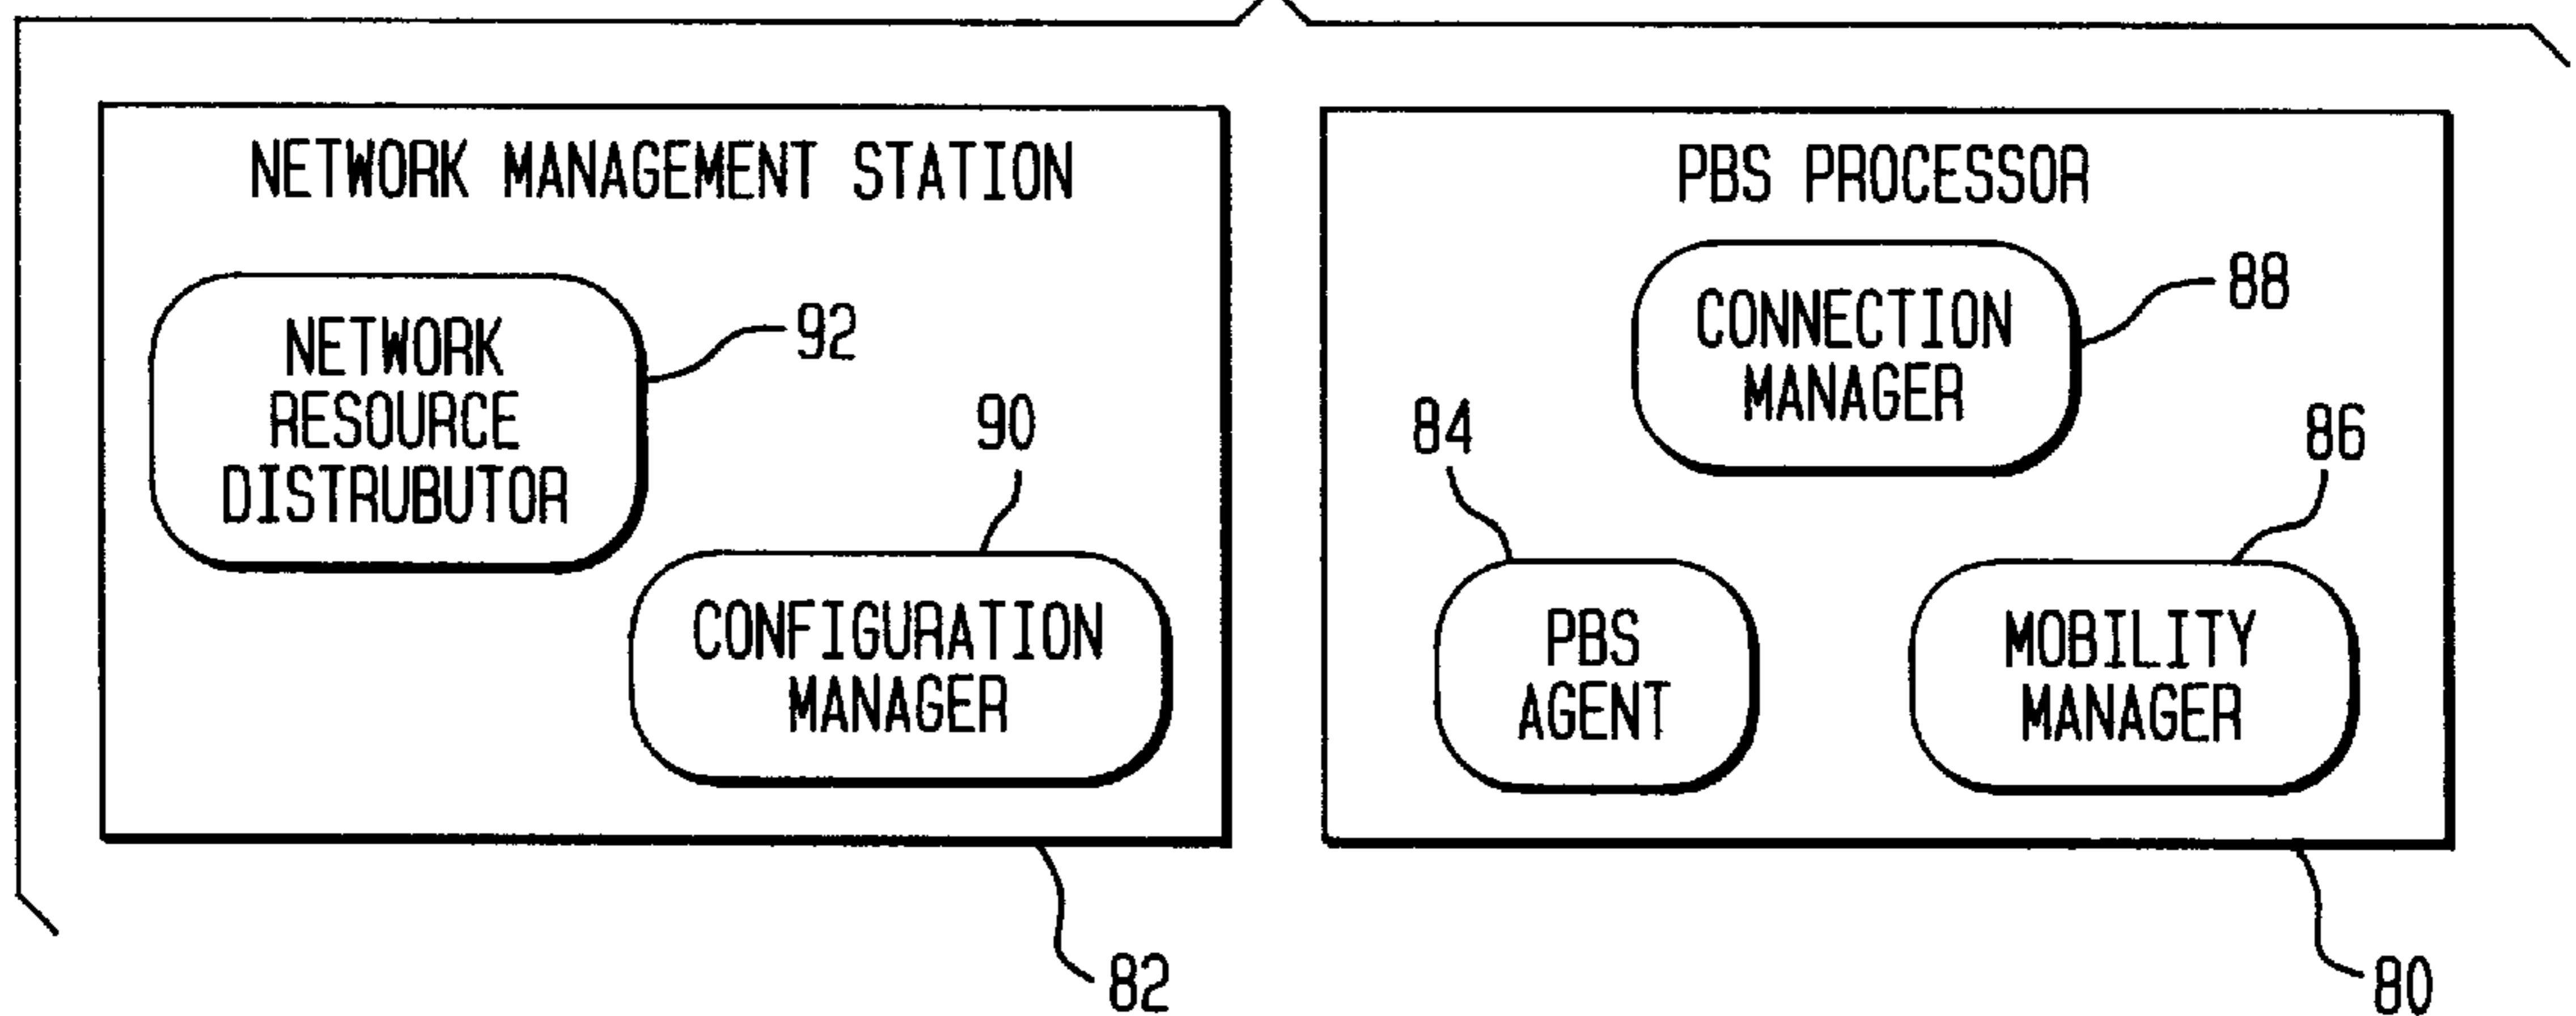 NETWORK MANAGEMENT STATION
NETWORK
RESOURCE
DISTRUBUTOR
92
90
CONFIGURATION
MANAGER
82
PBS PROCESSOR
CONNECTION
MANAGER
88
84
PBS
AGENT
86
MOBILITY
MANAGER
80